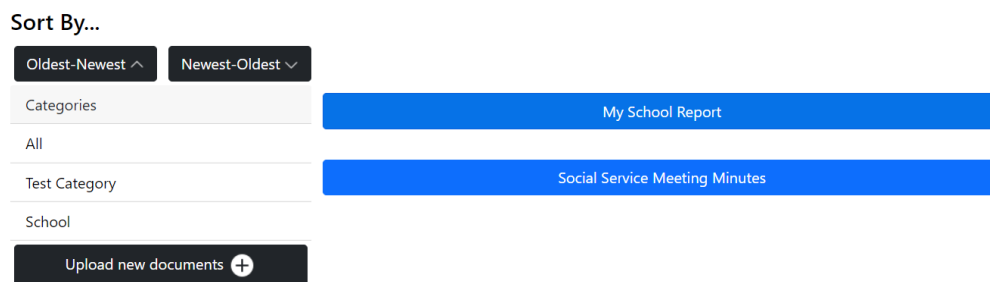 Sort By...
Oldest-Newest
Newest-Oldest
Categories
All
Test Category
School
Upload new documents
My School Report
Social Service Meeting Minutes